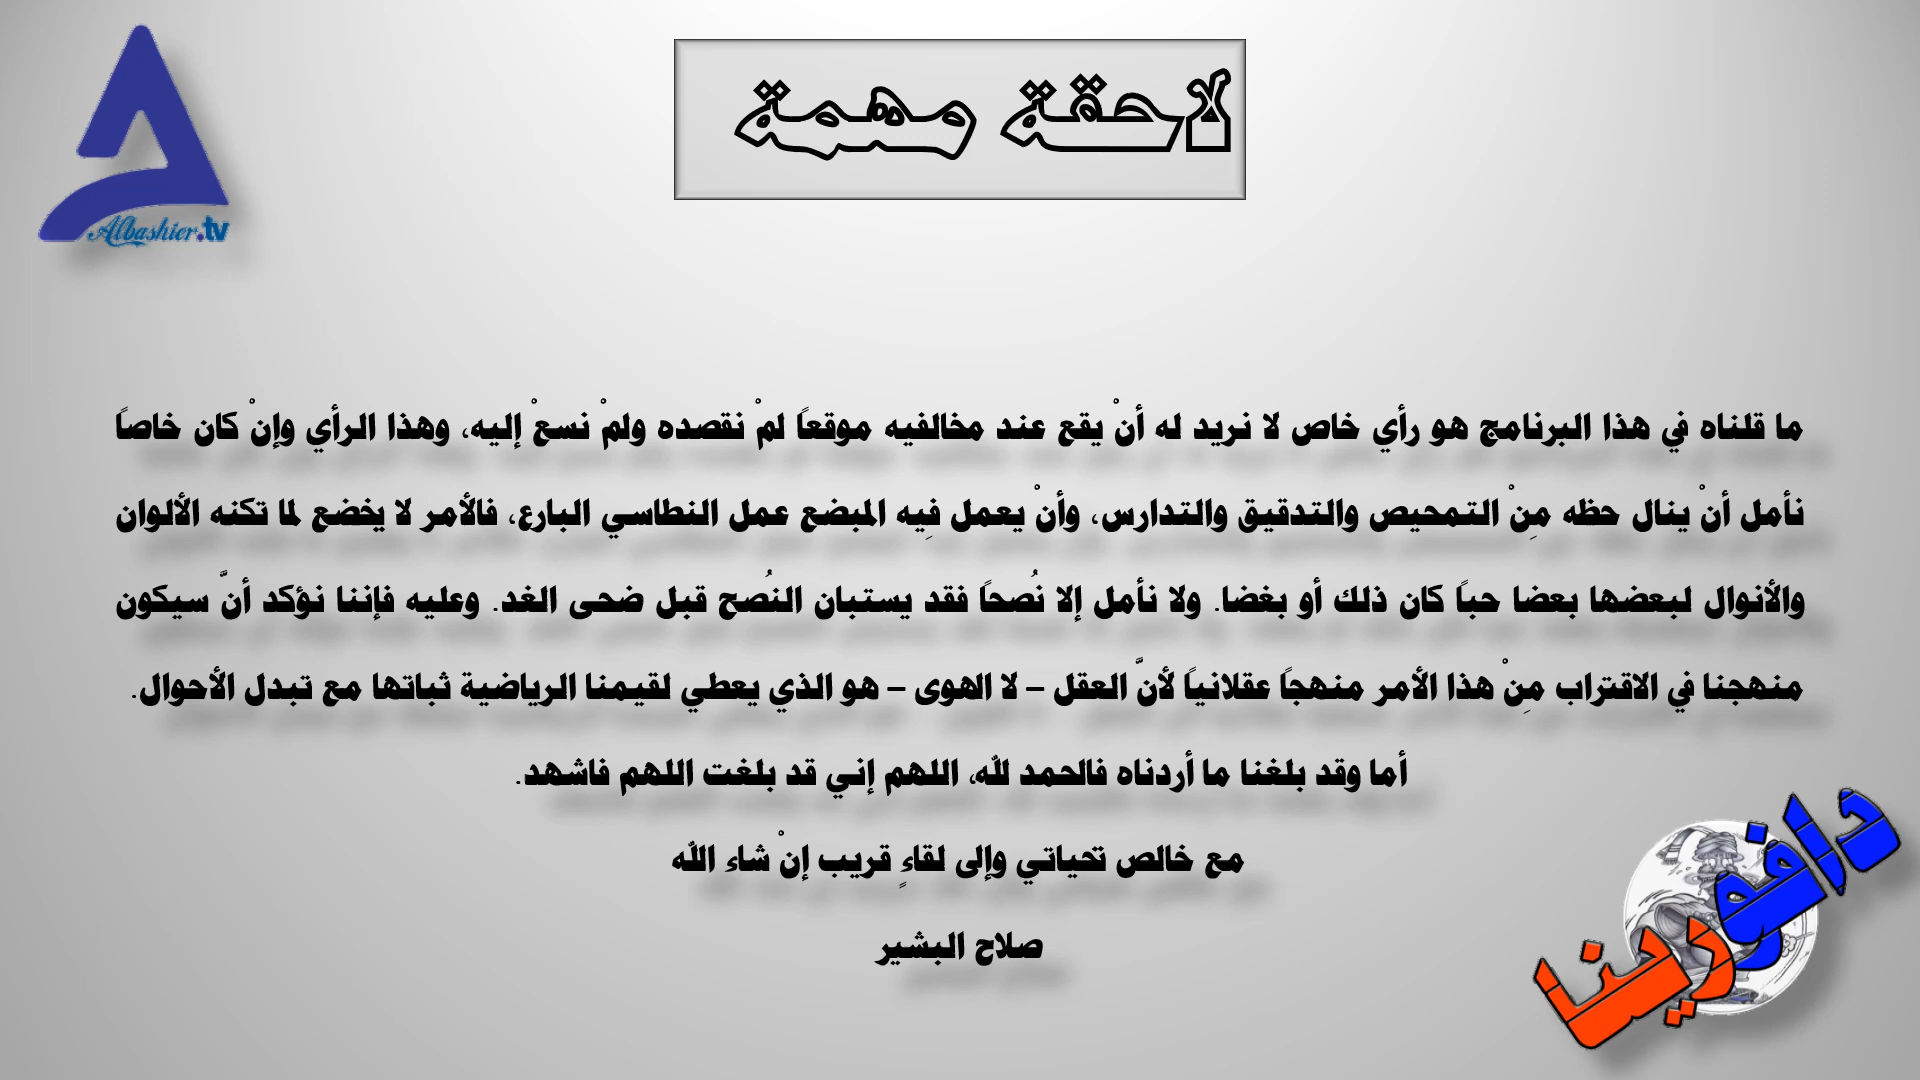 Albashier.tv
لاحقة مهمة
ما قلناه في هذا البرنامج هو رأي خاص لا نريد له أنْ يقع عند مخالفيه موقعاً لمْ نقصده ولمْ نسعْ إليه، وهذا الرأي وإنْ كان خاصاً
نأمل أنْ ينال حظه مِنْ التمحيص والتدقيق والتدارس، وأنْ يعمل فِيه المبضع عمل النطاسي البارع، فالأمر لا يخضع لما تكنه الألوان
والأنوال لبعضها بعضا حباً كان ذلك أو بغضا. ولا نأمل إلا نُصحاً فقد يستبان النُصح قبل ضحى الغد. وعليه فإننا نؤكد أنَّ سيكون
منهجنا في الاقتراب مِنْ هذا الأمر منهجاً عقلانياً لأنَّ العقل – لا الهوى – هو الذي يعطي لقيمنا الرياضية ثباتها مع تبدل الأحوال.
أما وقد بلغنا ما أردناه فالحمد لله، اللهم إني قد بلغت اللهم فاشهد.
مع خالص تحياتي وإلى لقاءٍ قريب إنْ شاء الله
صلاح البشير
دافورينا